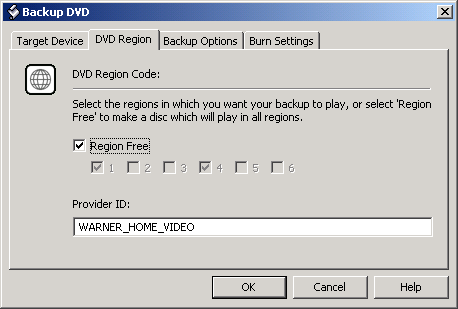 Backup DVD
Target Device DVD Region Backup Options Burn Settings
DVD Region Code:
Select the regions in which you want your backup to play, or select 'Region
Free' to make a disc which will play in all regions.
Region Free
1 2 3 4 5 6
Provider ID:
WARNER_HOME_VIDEO
OK Cancel Help